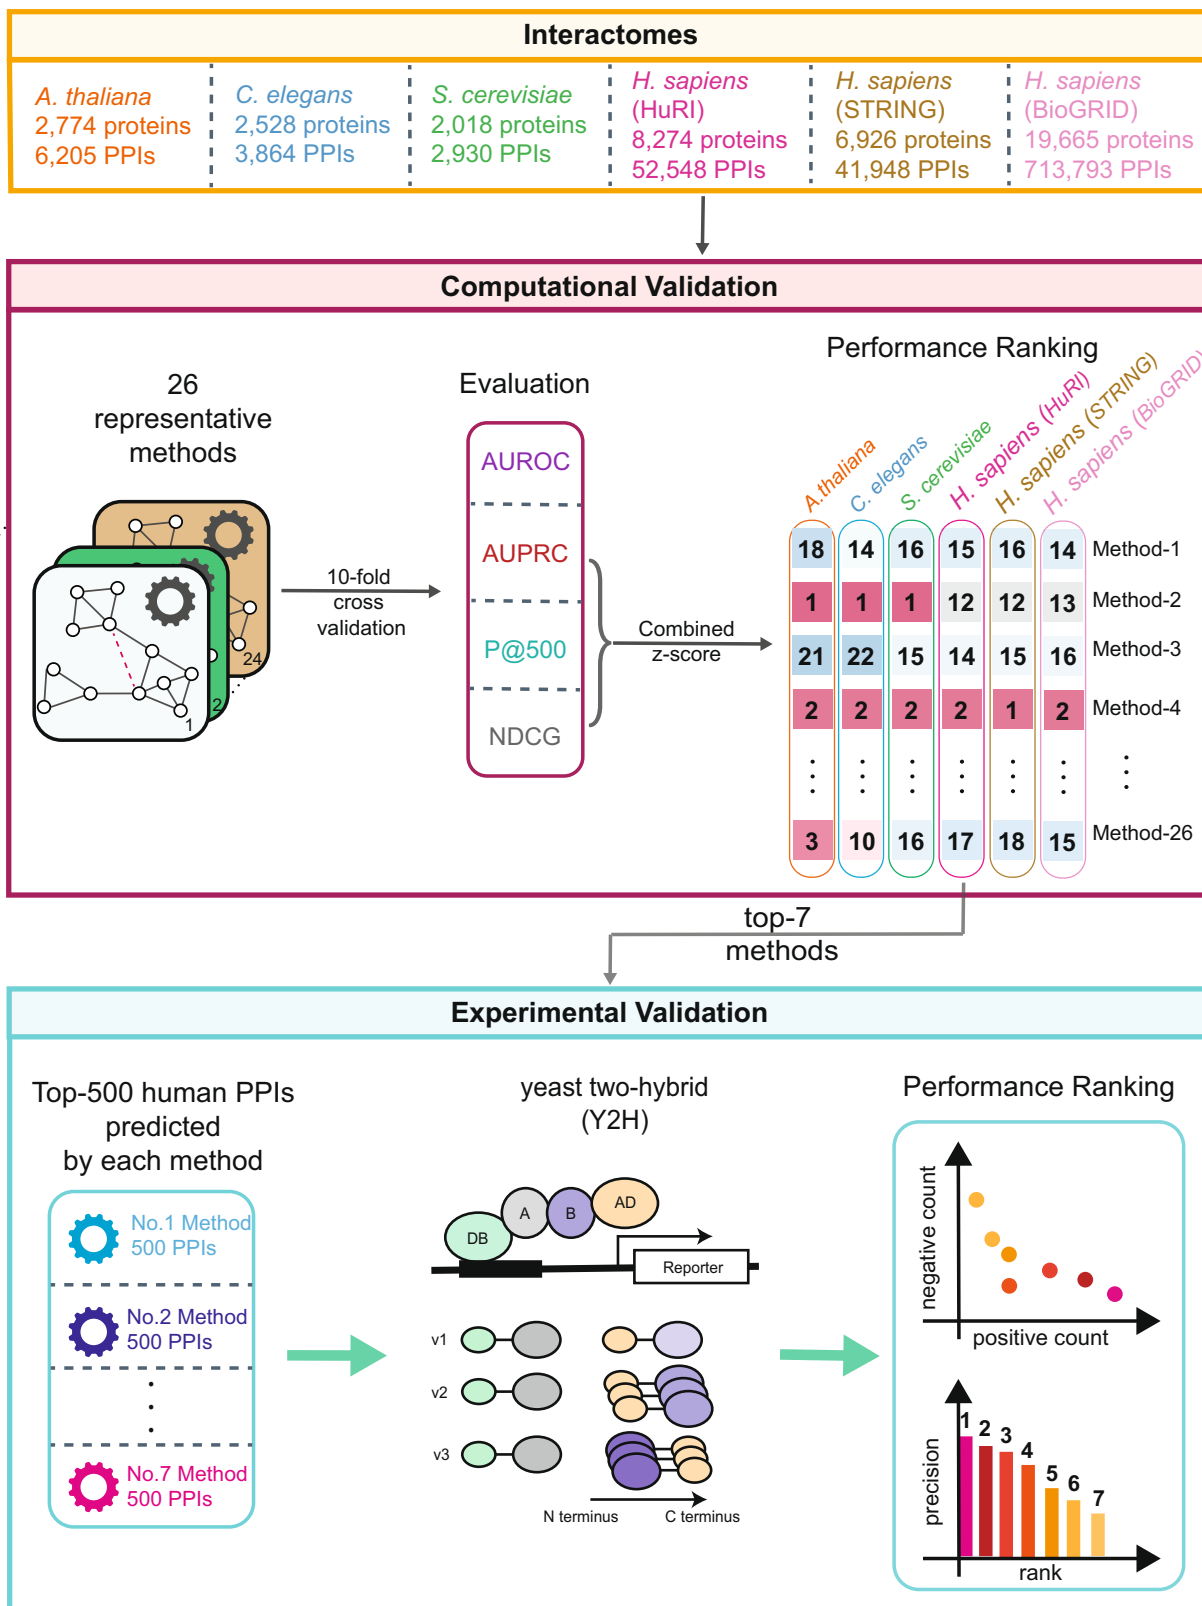 Interactomes
A. thaliana
2,774 proteins
6,205 PPIs
C. elegans
2,528 proteins
3,864 PPIs
S. cerevisiae
2,018 proteins
2,930 PPIs
H. sapiens
(HuRI)
8,274 proteins
52,548 PPIs
H. sapiens
(STRING)
6,926 proteins
41,948 PPIs
H. sapiens
(BioGRID)
19,665 proteins
713,793 PPIs
Computational Validation
26
representative
methods
24
2
1
10-fold
cross
validation
Evaluation
AUROC
AUPRC
P@500
NDCG
Combined
z-score
Performance Ranking
A.thaliana
C. elegans
S. cerevisiae
H. sapiens (HuRI)
H. sapiens (STRING)
H. sapiens (BioGRID)
18 14 16 15 16 14 Method-1
1 1 1 12 12 13 Method-2
21 22 15 14 15 16 Method-3
2 2 2 2 1 2 Method-4
3 10 16 17 18 15 Method-26
top-7
methods
Experimental Validation
Top-500 human PPIs
predicted
by each method
No.1 Method
500 PPIs
No.2 Method
500 PPIs
No.7 Method
500 PPIs
yeast two-hybrid
(Y2H)
DB
A
B
AD
Reporter
v1
v2
v3
N terminus
C terminus
Performance Ranking
negative count
positive count
precision
1 2 3 4 5 6 7
rank